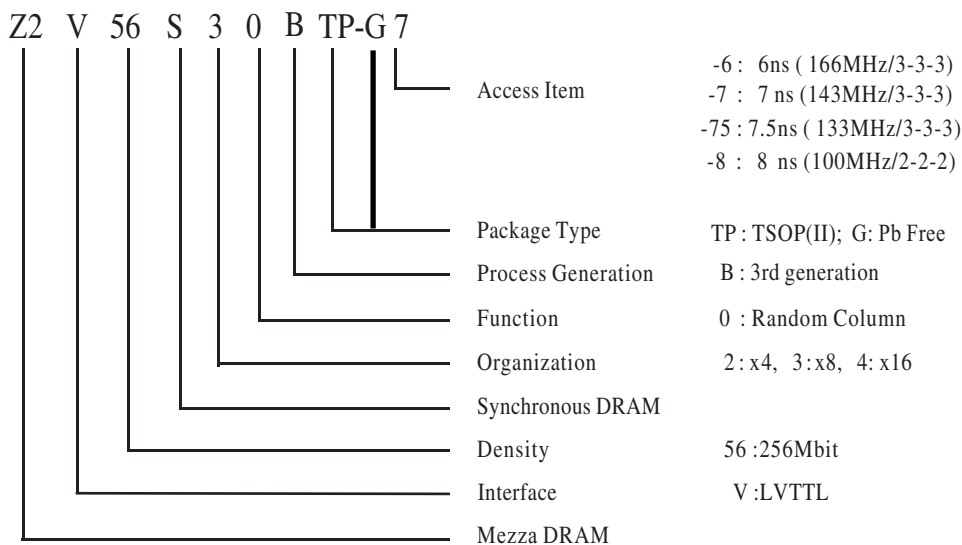 Z2 V 56 S 3 0 B TP-G 7
Access Item
-6 : 6ns ( 166MHz/3-3-3)
-7 : 7 ns (143MHz/3-3-3)
-75 : 7.5ns ( 133MHz/3-3-3)
-8 : 8 ns (100MHz/2-2-2)
Package Type TP : TSOP(II); G: Pb Free
Process Generation B : 3rd generation
Function 0 : Random Column
Organization 2 : x4, 3 : x8, 4: x16
Synchronous DRAM
Density 56 :256Mbit
Interface V :LVTTL
Mezza DRAM